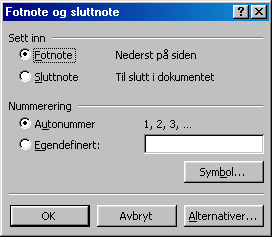 Fotnote og sluttnote
Sett inn
Fotnote Nederst på siden
Sluttnote Til slutt i dokumentet
Nummerering
Autonummer 1, 2, 3, ...
Egendefinert:
Symbol...
OK Avbryt Alternativer...